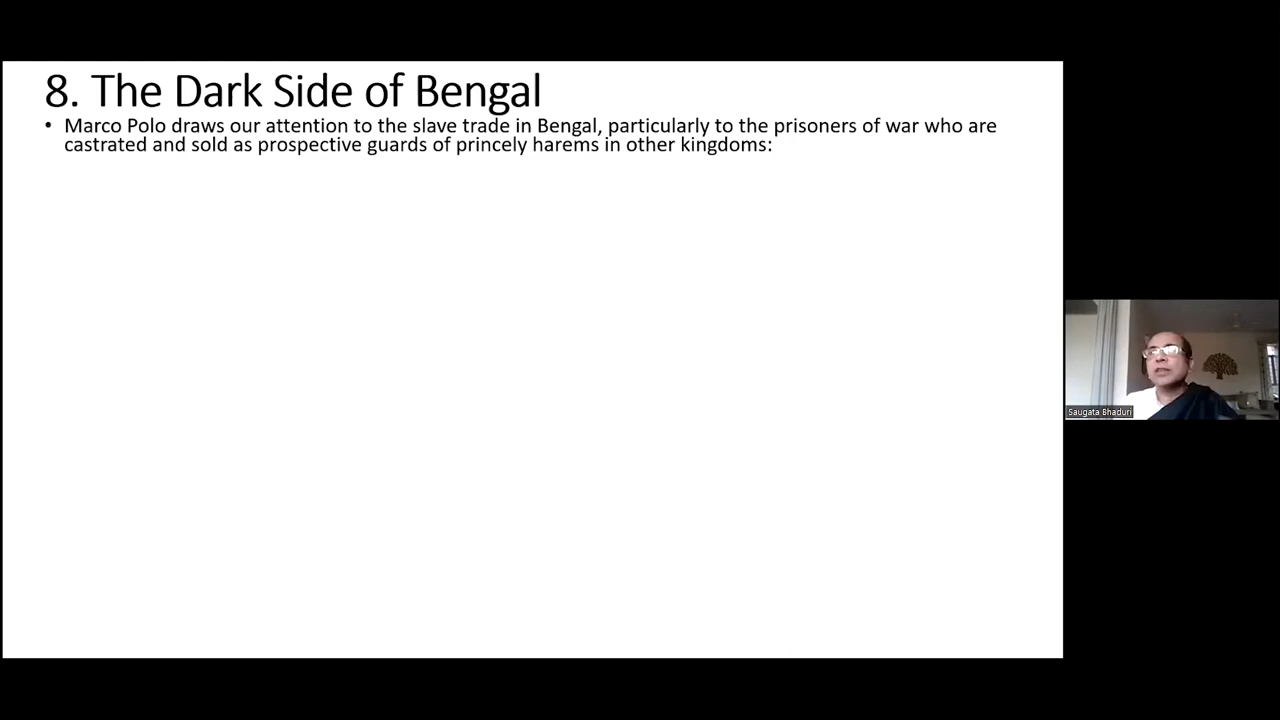 8. The Dark Side of Bengal
• Marco Polo draws our attention to the slave trade in Bengal, particularly to the prisoners of war who are
castrated and sold as prospective guards of princely harems in other kingdoms:
Saugata Bhaduri